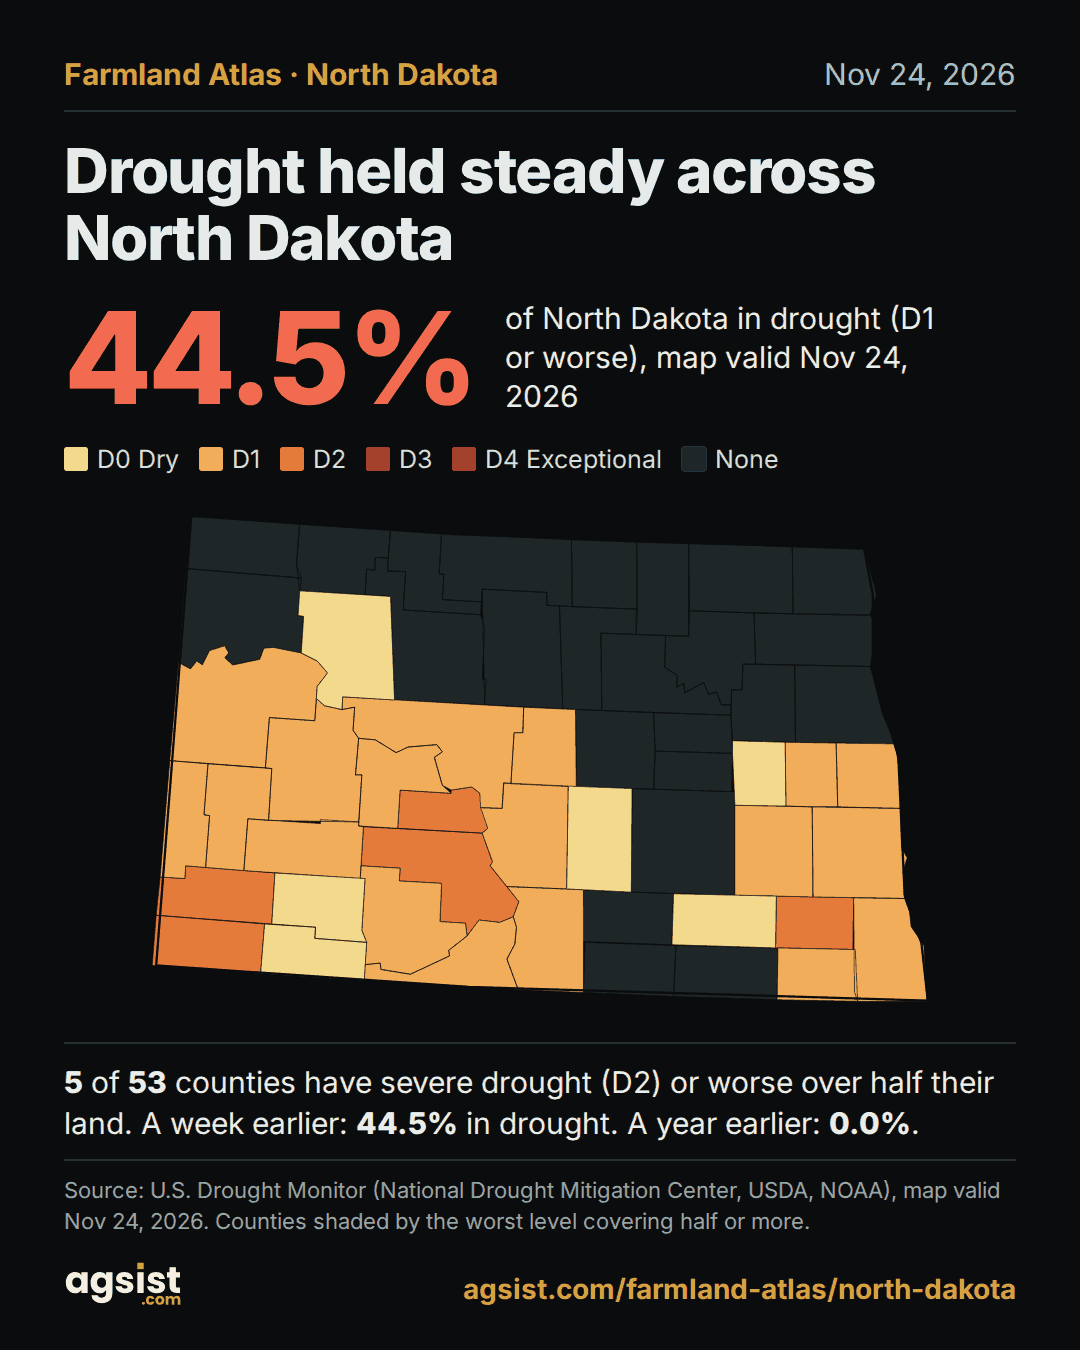 Farmland Atlas · North Dakota
Nov 24, 2026
Drought held steady across
North Dakota
44.5%
of North Dakota in drought (D1
or worse), map valid Nov 24,
2026
D0 Dry D1 D2 D3 D4 Exceptional None
5 of 53 counties have severe drought (D2) or worse over half their
land. A week earlier: 44.5% in drought. A year earlier: 0.0%.
Source: U.S. Drought Monitor (National Drought Mitigation Center, USDA, NOAA), map valid
Nov 24, 2026. Counties shaded by the worst level covering half or more.
agsist
.com
agsist.com/farmland-atlas/north-dakota